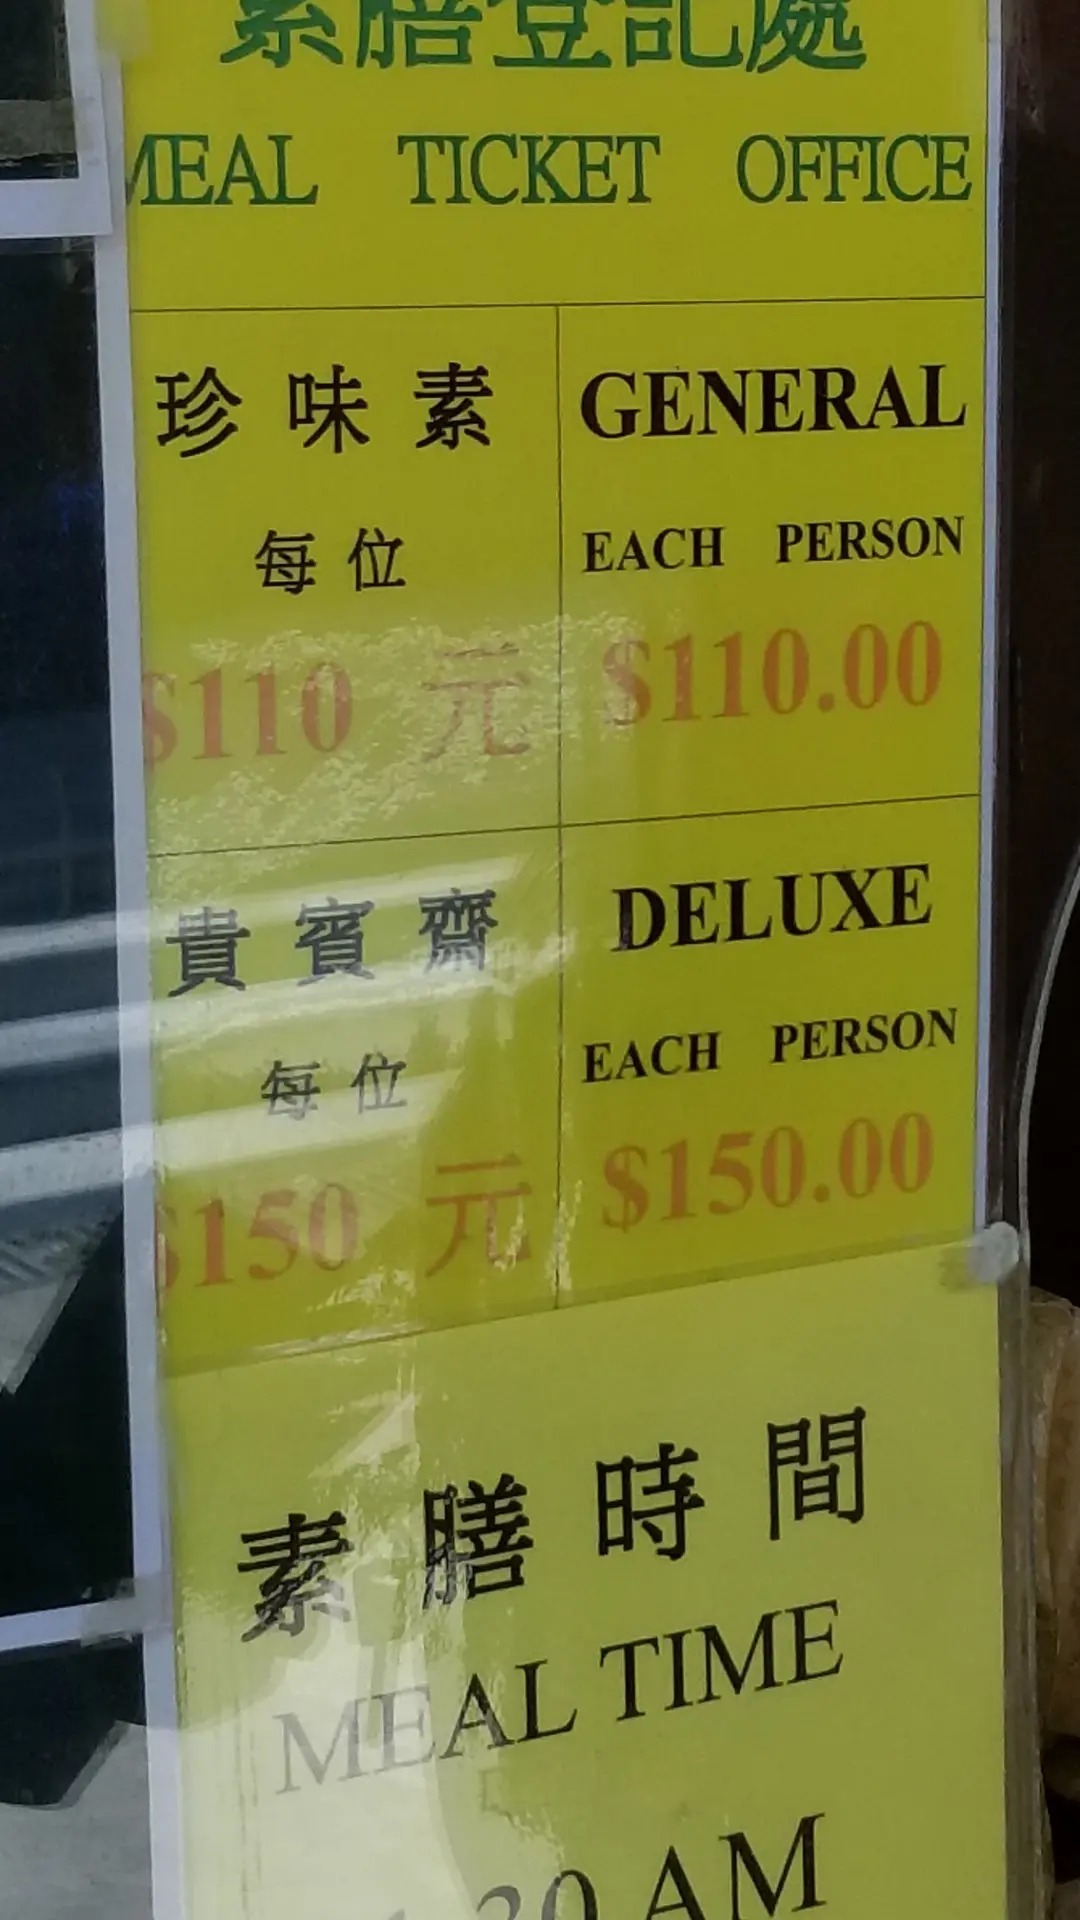 素膳登記處
MEAL TICKET OFFICE
珍味素
每位
$110 元
GENERAL
EACH PERSON
$110.00
貴賓齋
每位
$150 元
DELUXE
EACH PERSON
$150.00
素膳時間
MEAL TIME
AM